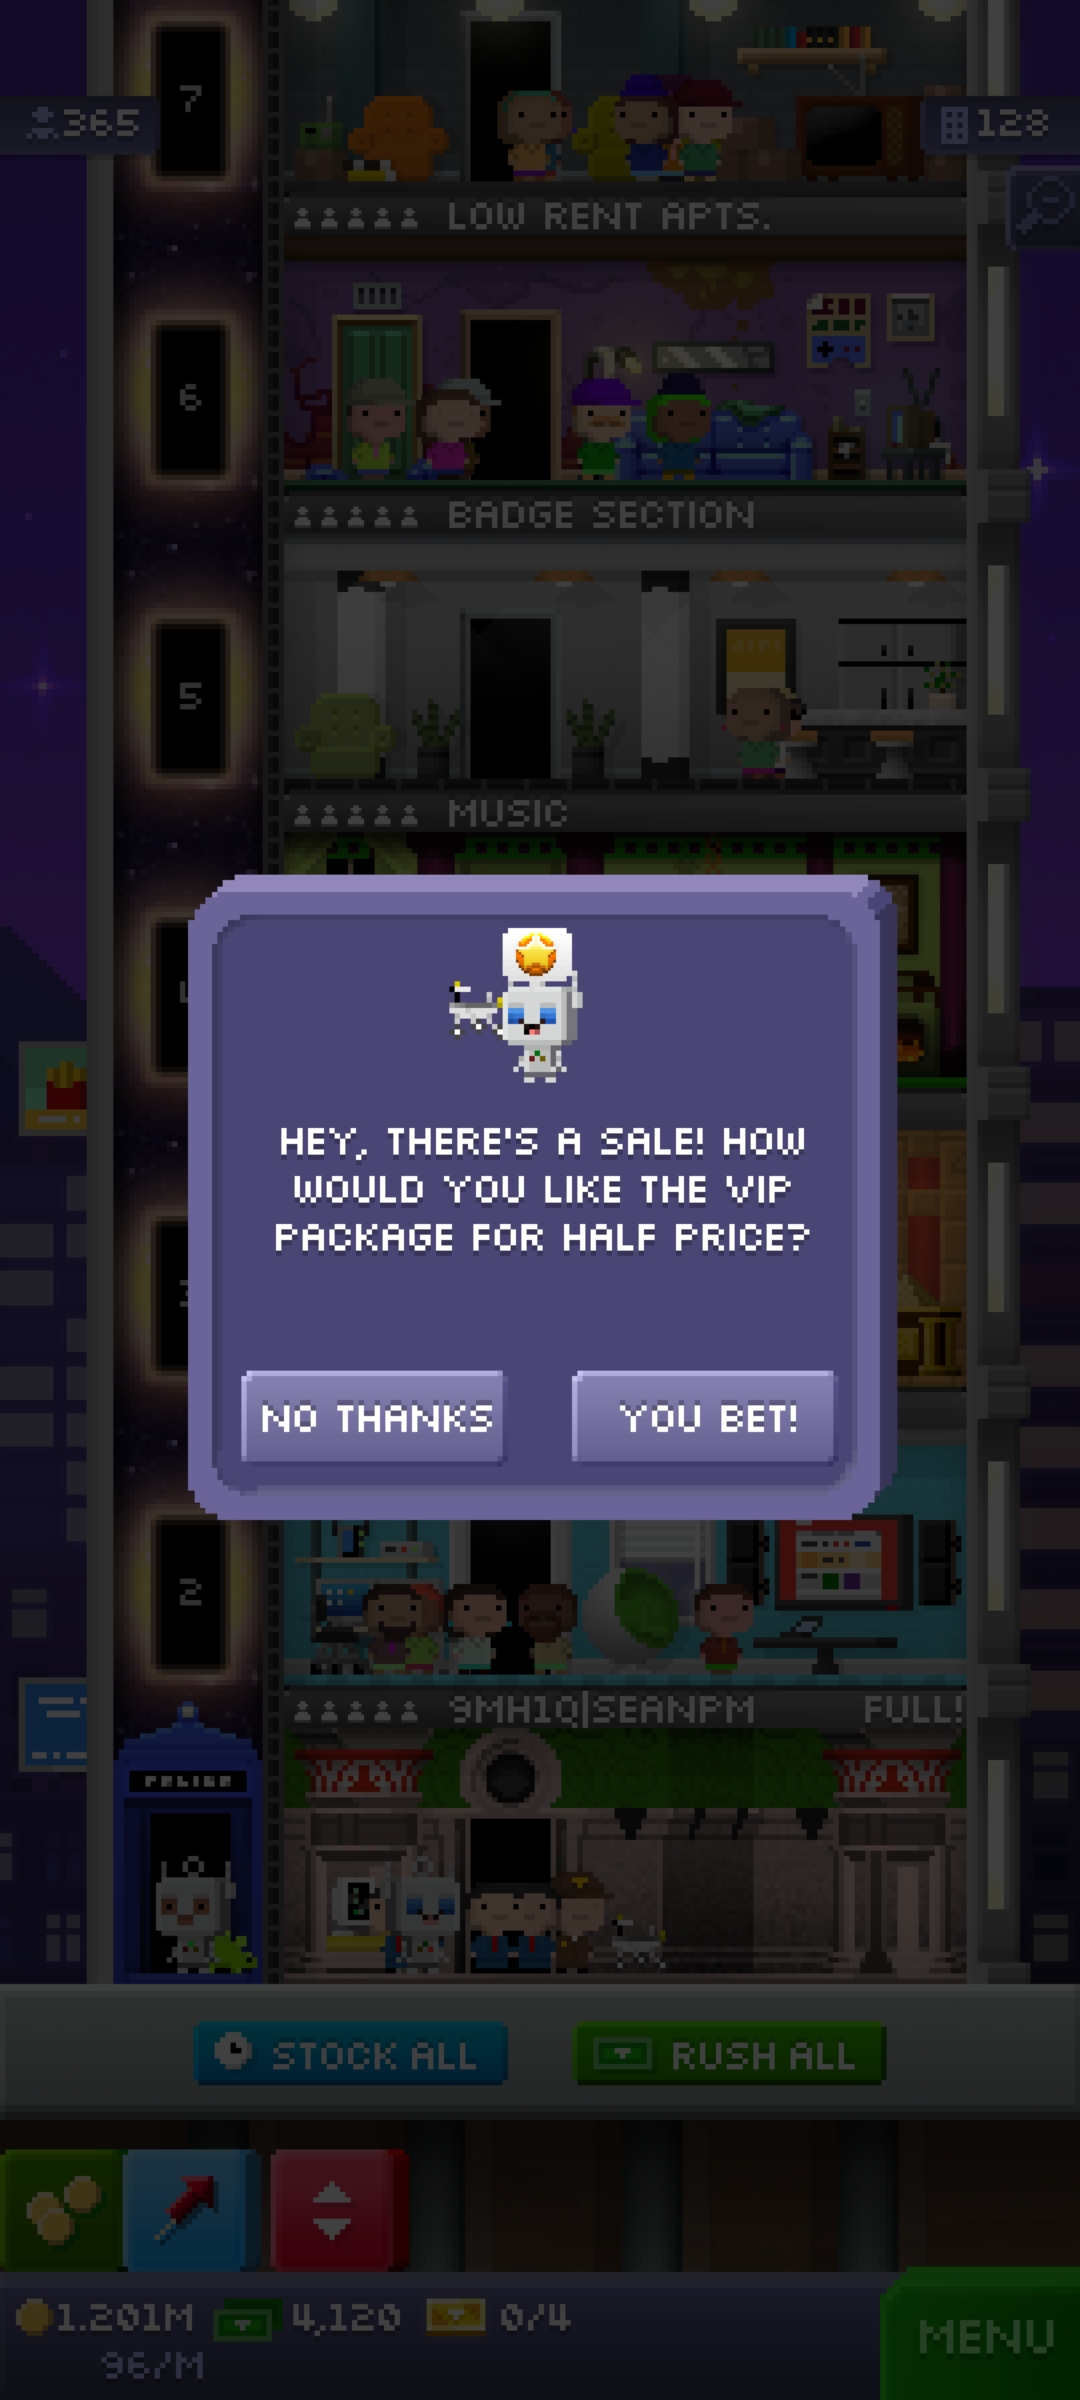 7
365
128
LOW RENT APTS.
6
BADGE SECTION
5
MUSIC
HEY, THERE'S A SALE! HOW
WOULD YOU LIKE THE VIP
PACKAGE FOR HALF PRICE?
NO THANKS
YOU BET!
2
9MH1Q|SEANPM
FULL!
POLICE
STOCK ALL
RUSH ALL
1.201M
4,120
0/4
96/M
MENU